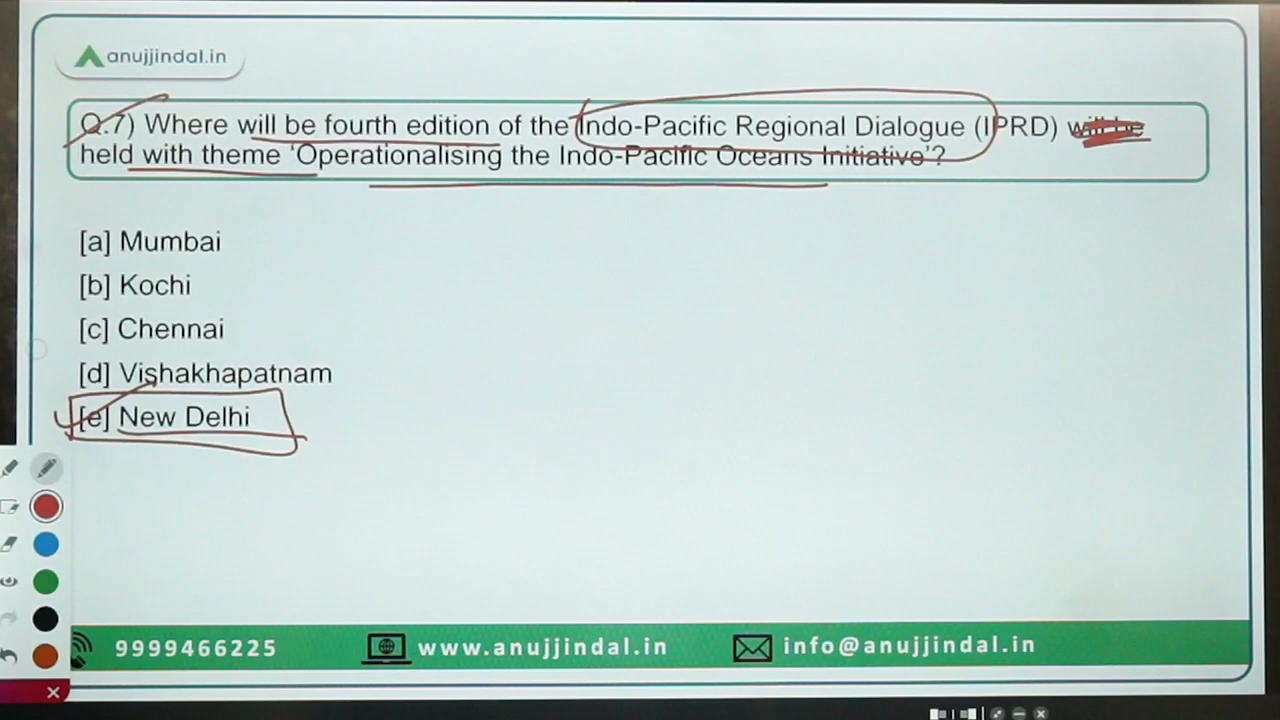 anujjindal.in
Q.7) Where will be fourth edition of the Indo-Pacific Regional Dialogue (IPRD) will be
held with theme 'Operationalising the Indo-Pacific Oceans Initiative'?
[a] Mumbai
[b] Kochi
[c] Chennai
[d] Vishakhapatnam
[e] New Delhi
9999466225 www.anujjindal.in info@anujjindal.in